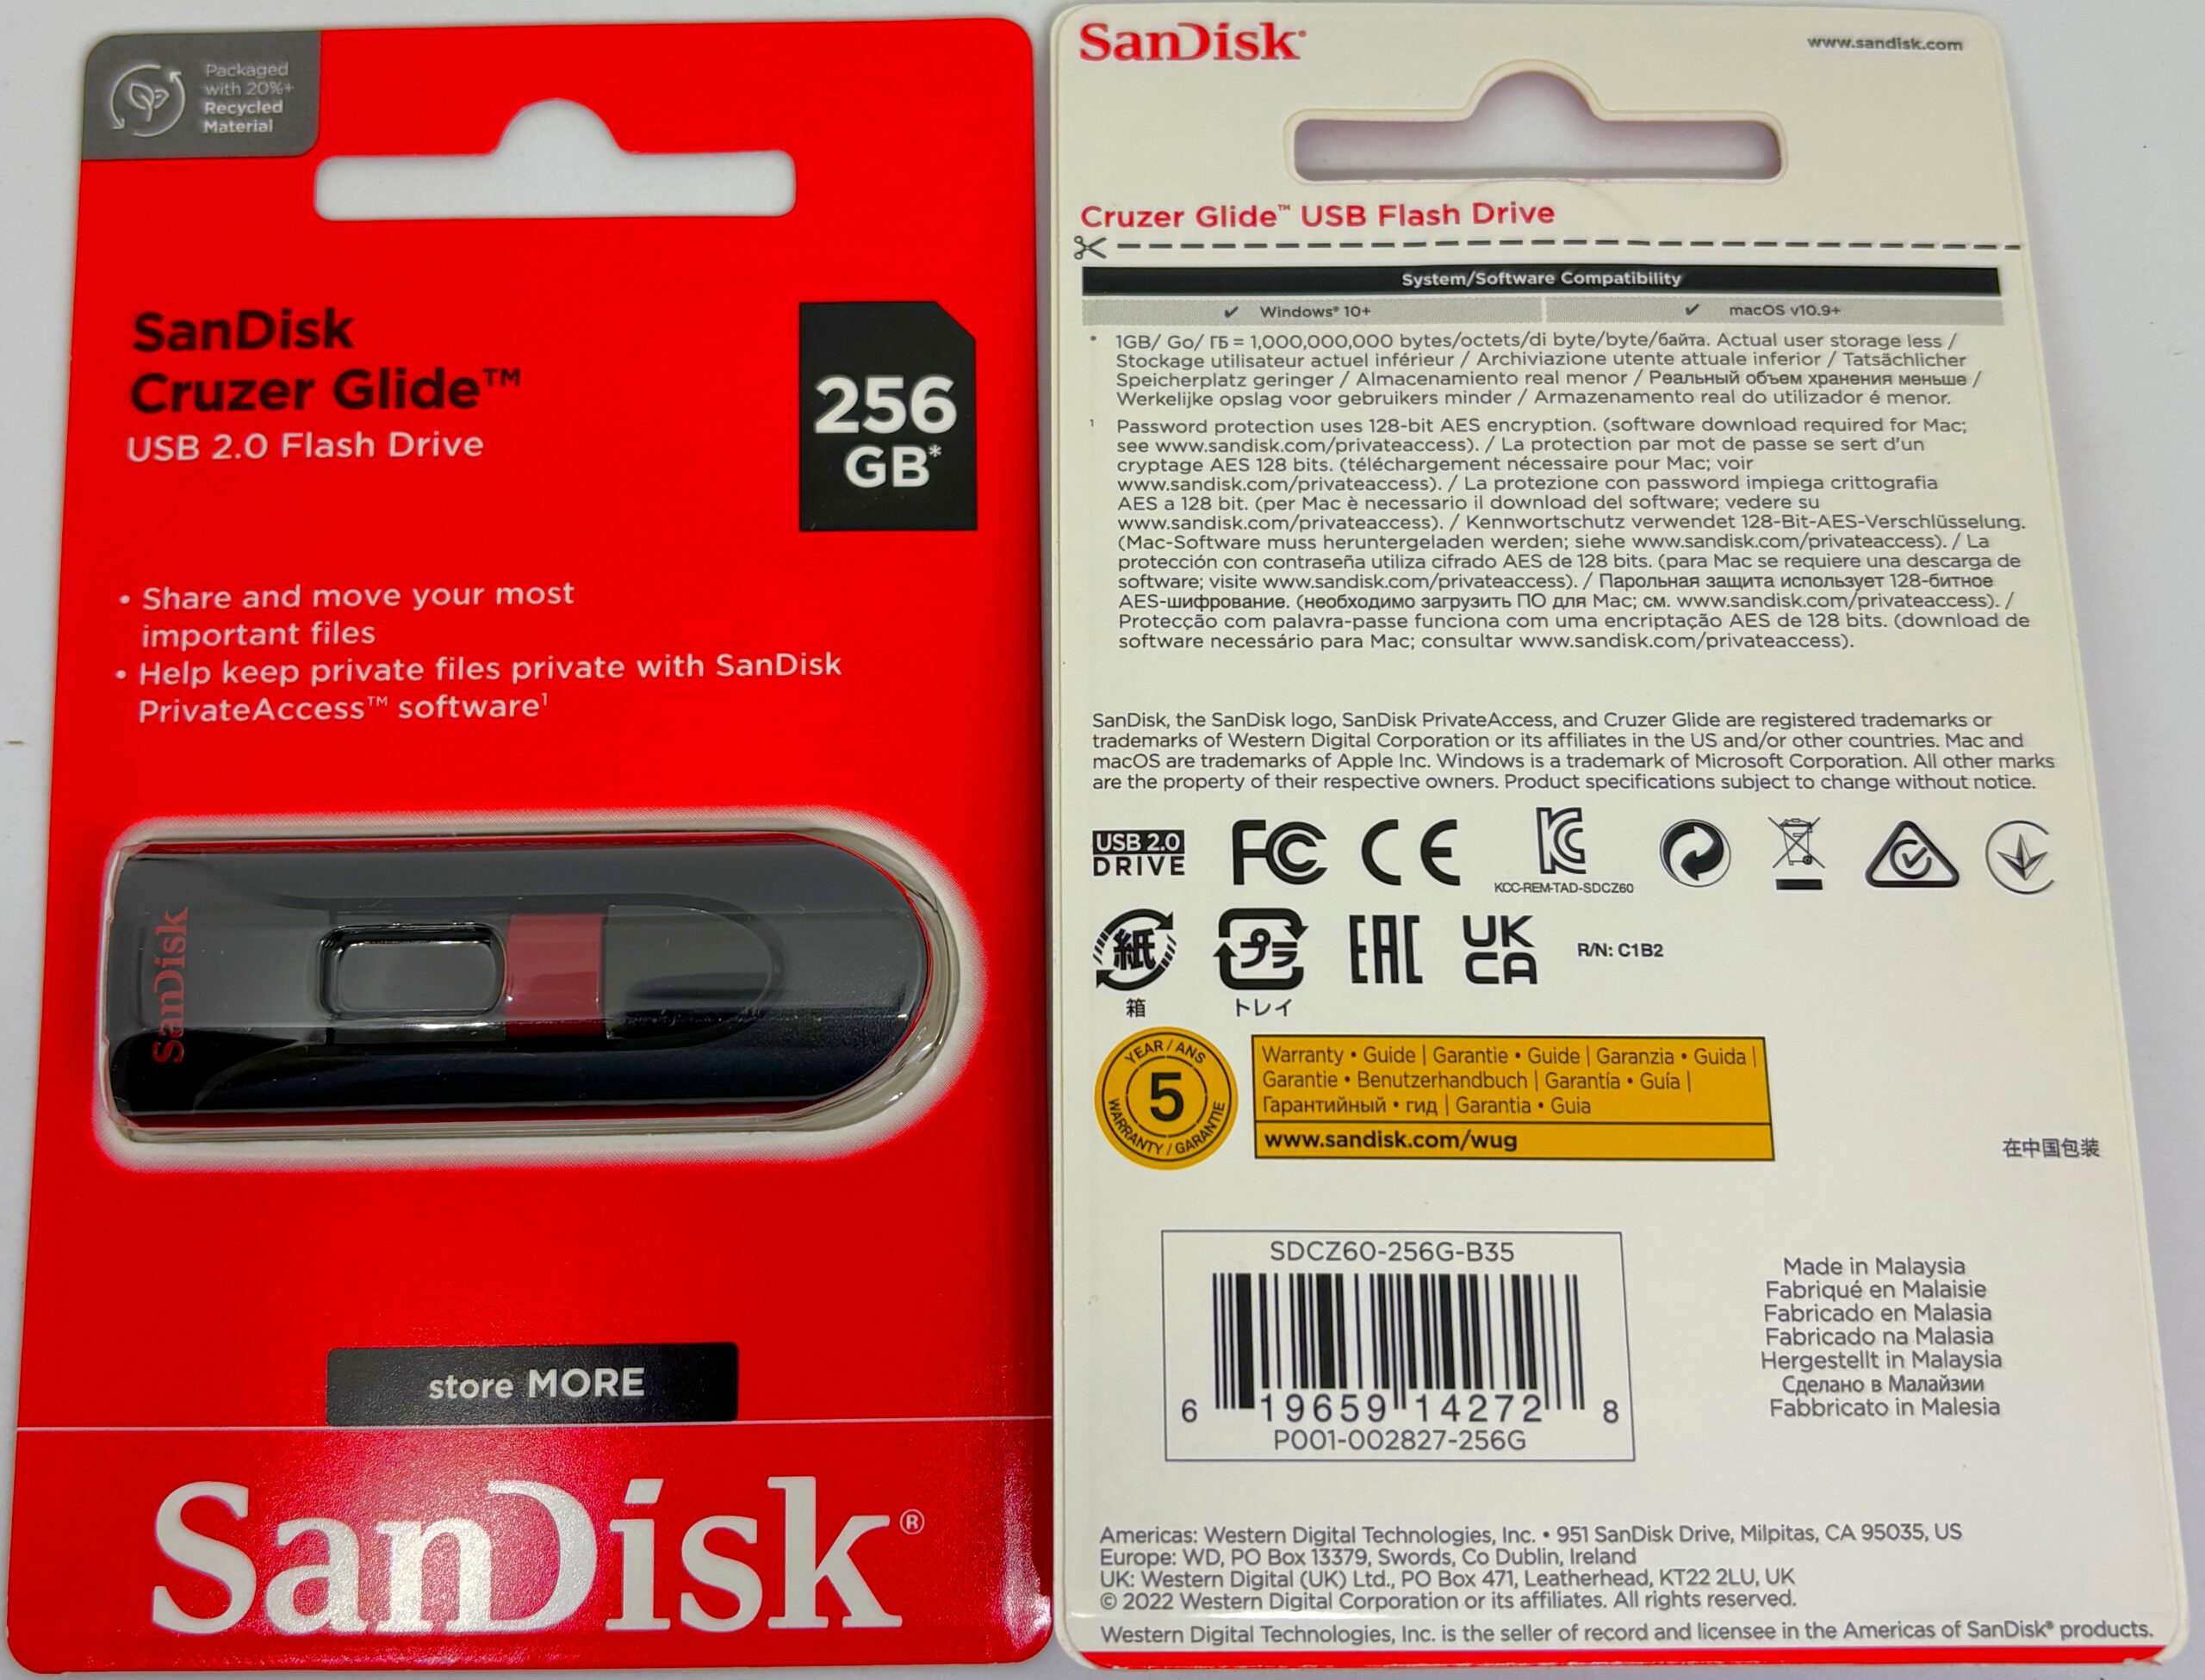 Packaged
with 20%+
Recycled
Material
SanDisk
Cruzer Glide™
USB 2.0 Flash Drive
256
GB*
• Share and move your most
important files
• Help keep private files private with SanDisk
PrivateAccess™ software¹
SanDisk
store MORE
SanDisk®
SanDisk®
www.sandisk.com
Cruzer Glide™ USB Flash Drive
System/Software Compatibility
✓ Windows® 10+
✓ macOS v10.9+
* 1GB/ Go/ ГБ = 1,000,000,000 bytes/octets/di byte/byte/байта. Actual user storage less /
Stockage utilisateur actuel inférieur / Archiviazione utente attuale inferior / Tatsächlicher
Speicherplatz geringer / Almacenamiento real menor / Реальный объем хранения меньше /
Werkelijke opslag voor gebruikers minder / Armazenamento real do utilizador é menor.
¹ Password protection uses 128-bit AES encryption. (software download required for Mac;
see www.sandisk.com/privateaccess). / La protection par mot de passe se sert d'un
cryptage AES 128 bits. (téléchargement nécessaire pour Mac; voir
www.sandisk.com/privateaccess). / La protezione con password impiega crittografia
AES a 128 bit. (per Mac è necessario il download del software; vedere su
www.sandisk.com/privateaccess). / Kennwortschutz verwendet 128-Bit-AES-Verschlüsselung.
(Mac-Software muss heruntergeladen werden; siehe www.sandisk.com/privateaccess). / La
protección con contraseña utiliza cifrado AES de 128 bits. (para Mac se requiere una descarga de
software; visite www.sandisk.com/privateaccess). / Парольная защита использует 128-битное
AES-шифрование. (необходимо загрузить ПО для Mac; см. www.sandisk.com/privateaccess). /
Protecção com palavra-passe funciona com uma encriptação AES de 128 bits. (download de
software necessário para Mac; consultar www.sandisk.com/privateaccess).
SanDisk, the SanDisk logo, SanDisk PrivateAccess, and Cruzer Glide are registered trademarks or
trademarks of Western Digital Corporation or its affiliates in the US and/or other countries. Mac and
macOS are trademarks of Apple Inc. Windows is a trademark of Microsoft Corporation. All other marks
are the property of their respective owners. Product specifications subject to change without notice.
USB 2.0
DRIVE
FC
CE
KC
KCC-REM-TAD-SDCZ60
紙
箱
プラ
トレイ
EAC
UK
CA
R/N: C1B2
YEAR / ANS
5
WARRANTY / GARANTIE
Warranty • Guide | Garantie • Guide | Garanzia • Guida |
Garantie • Benutzerhandbuch | Garantía • Guía |
Гарантийный • гид | Garantia • Guia
www.sandisk.com/wug
在中国包装
SDCZ60-256G-B35
6 19659 14272 8
P001-002827-256G
Made in Malaysia
Fabriqué en Malaisie
Fabricado en Malasia
Fabricado na Malasia
Hergestellt in Malaysia
Сделано в Малайзии
Fabbricato in Malesia
Americas: Western Digital Technologies, Inc. • 951 SanDisk Drive, Milpitas, CA 95035, US
Europe: WD, PO Box 13379, Swords, Co Dublin, Ireland
UK: Western Digital (UK) Ltd., PO Box 471, Leatherhead, KT22 2LU, UK
© 2022 Western Digital Corporation or its affiliates. All rights reserved.
Western Digital Technologies, Inc. is the seller of record and licensee in the Americas of SanDisk® products.